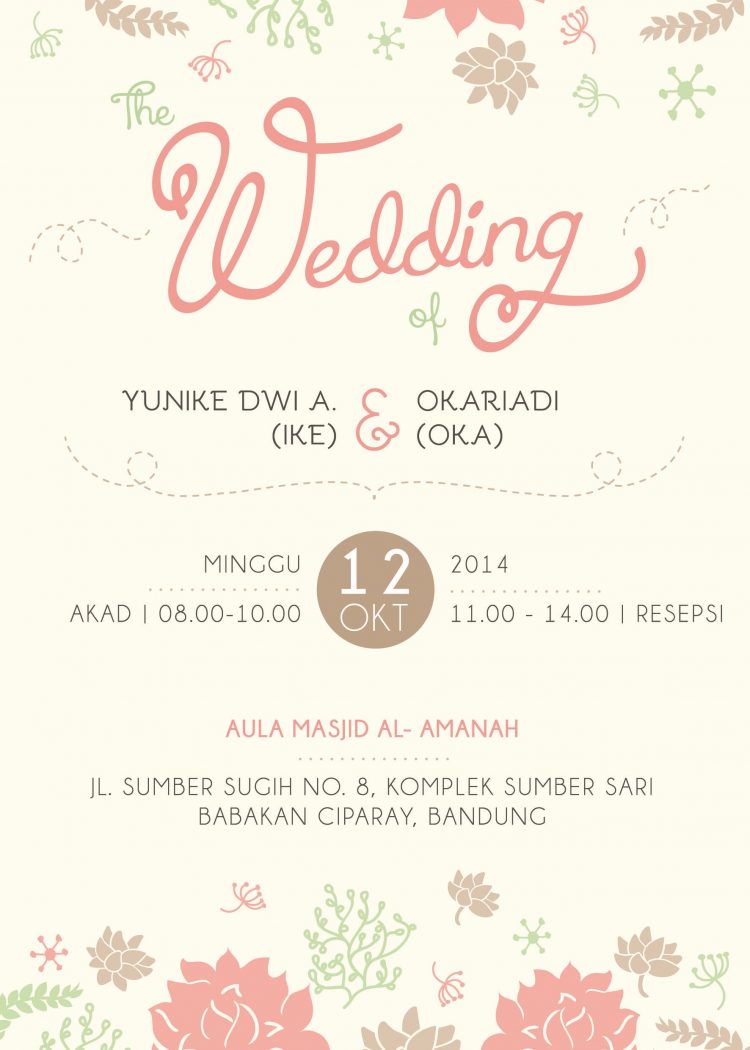 The
Wedding
of
YUNIKE DWI A. & OKARIADI
(IKE) (OKA)
MINGGU 12 2014
AKAD | 08.00-10.00 OKT 11.00 - 14.00 | RESEPSI
AULA MASJID AL- AMANAH
JL. SUMBER SUGIH NO. 8, KOMPLEK SUMBER SARI
BABAKAN CIPARAY, BANDUNG